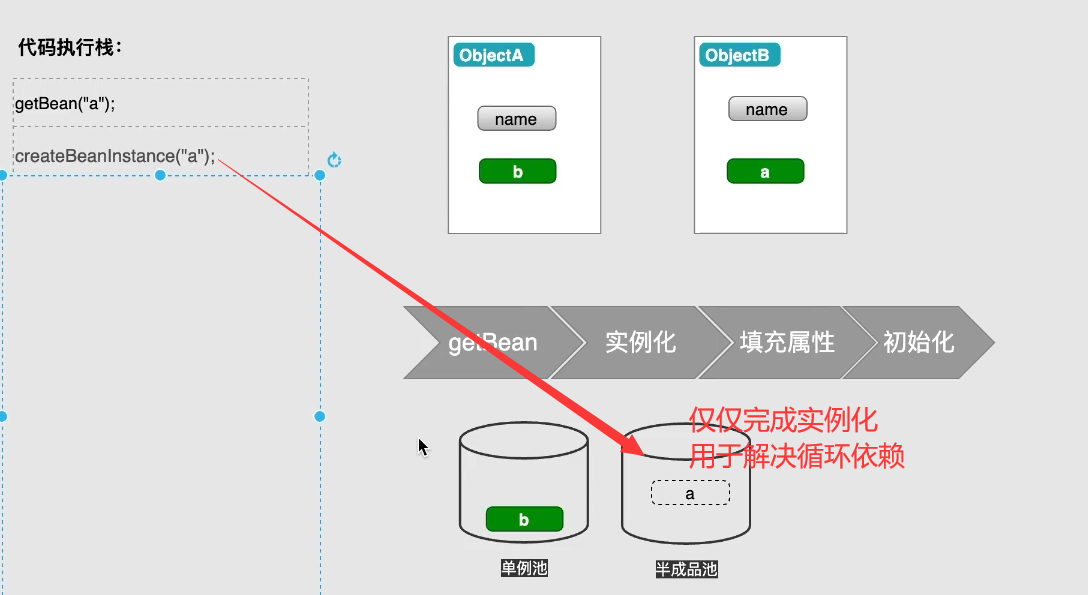 代码执行栈：
getBean("a");
createBeanInstance("a");
ObjectA
name
b
ObjectB
name
a
getBean
实例化
填充属性
初始化
仅仅完成实例化
用于解决循环依赖
b
单例池
a
半成品池